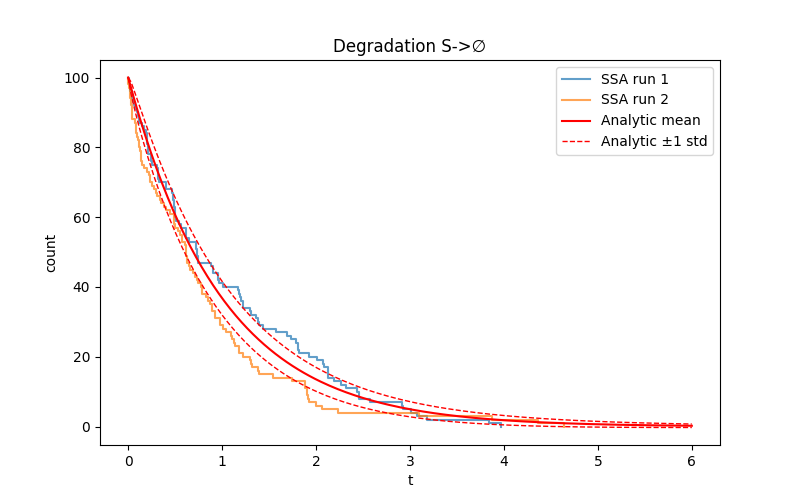 Degradation S->∅
SSA run 1
SSA run 2
Analytic mean
Analytic ±1 std
count
100
80
60
40
20
0
0 1 2 3 4 5 6
t